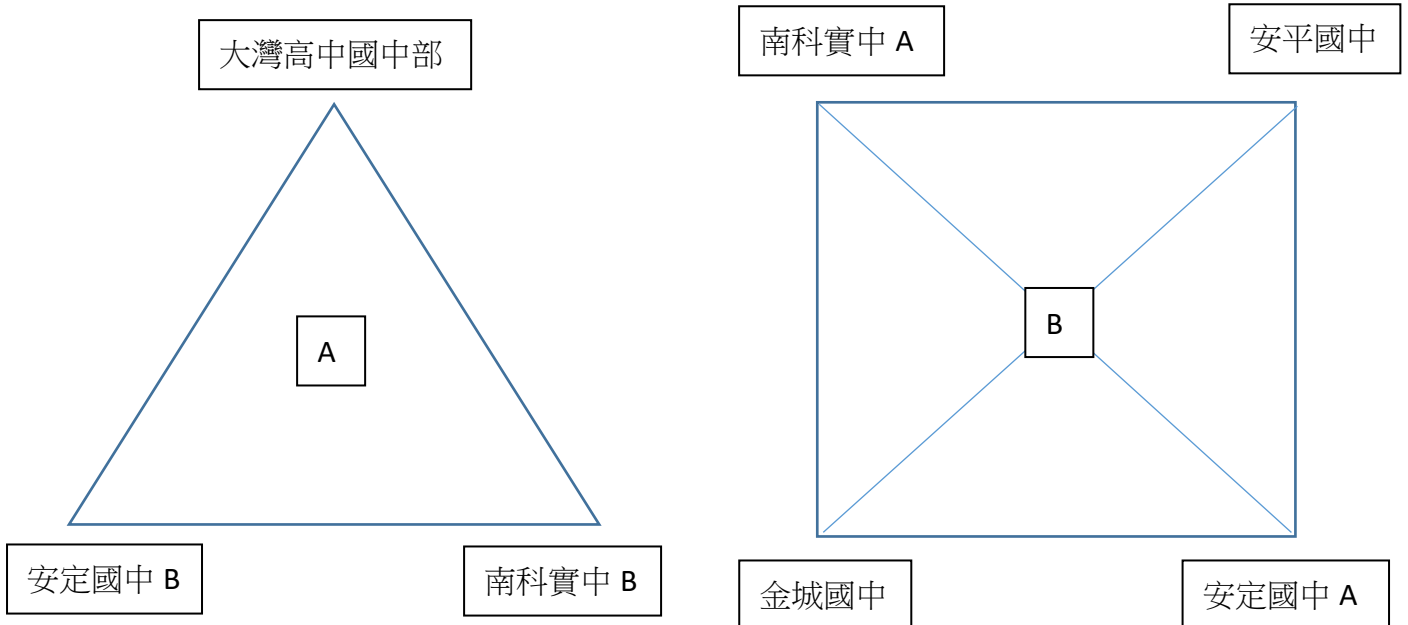 大灣高中國中部
A
安定國中 B
南科實中 B
南科實中 A
安平國中
B
金城國中
安定國中 A